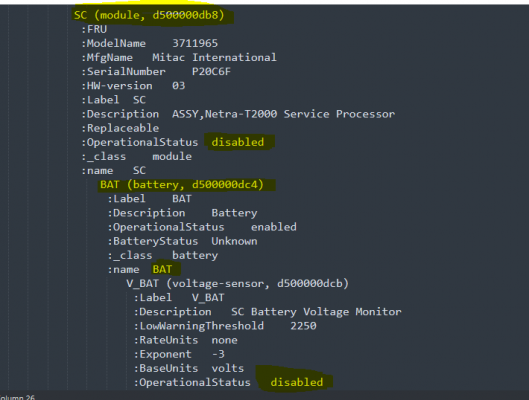 SC (module, d500000db8)
:FRU
:ModelName 3711965
:MfgName Mitac International
:SerialNumber P20C6F
:HW-version 03
:Label SC
:Description ASSY,Netra-T2000 Service Processor
:Replaceable
:OperationalStatus disabled
:_class module
:name SC
BAT (battery, d500000dc4)
:Label BAT
:Description Battery
:OperationalStatus enabled
:BatteryStatus Unknown
:_class battery
:name BAT
V_BAT (voltage-sensor, d500000dcb)
:Label V_BAT
:Description SC Battery Voltage Monitor
:LowWarningThreshold 2250
:RateUnits none
:Exponent -3
:BaseUnits volts
:OperationalStatus disabled
olumn 26